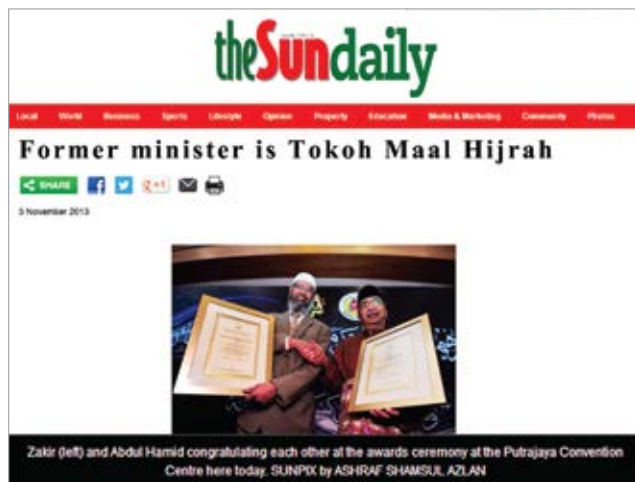 theSundaily
Local World Business Sports Lifestyle Opinion Property Education Media & Marketing Community Photos
Former minister is Tokoh Maal Hijrah
SHARE +1
5 November 2013
Zakir (left) and Abdul Hamid congratulating each other at the awards ceremony at the Putrajaya Convention
Centre here today. SUNPIX by ASHRAF SHAMSUL AZLAN